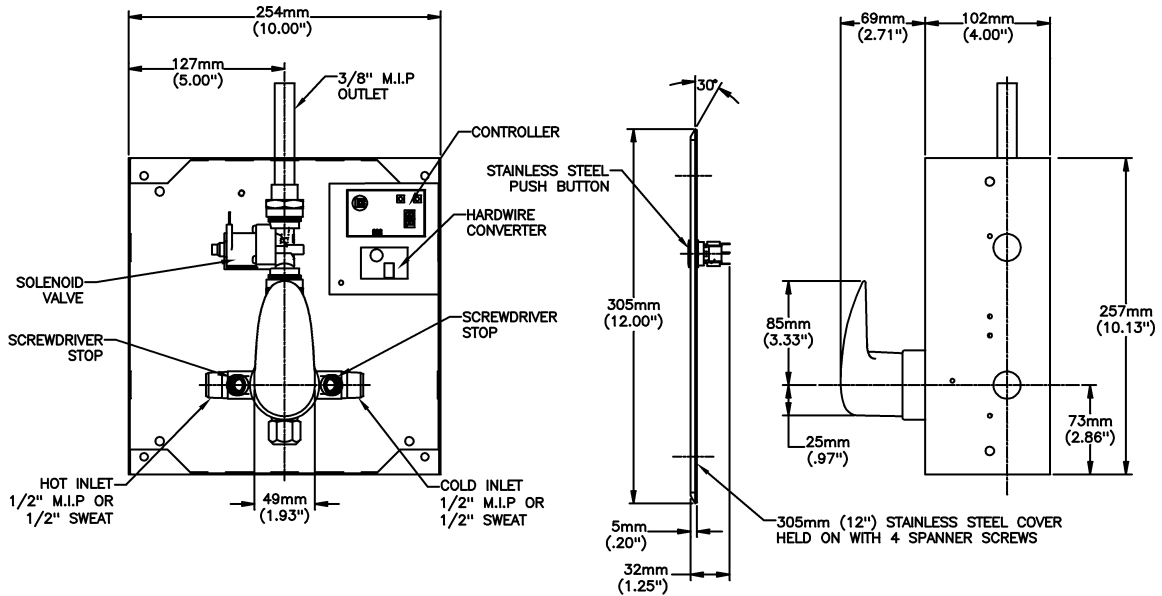 254mm
(10.00")
127mm
(5.00")
3/8" M.I.P
OUTLET
CONTROLLER
HARDWIRE
CONVERTER
SOLENOID
VALVE
SCREWDRIVER
STOP
SCREWDRIVER
STOP
HOT INLET
1/2" M.I.P OR
1/2" SWEAT
49mm
(1.93")
COLD INLET
1/2" M.I.P OR
1/2" SWEAT
30°
STAINLESS STEEL
PUSH BUTTON
305mm
(12.00")
5mm
(.20")
32mm
(1.25")
305mm (12") STAINLESS STEEL COVER
HELD ON WITH 4 SPANNER SCREWS
69mm
(2.71")
102mm
(4.00")
85mm
(3.33")
25mm
(.97")
257mm
(10.13")
73mm
(2.86")